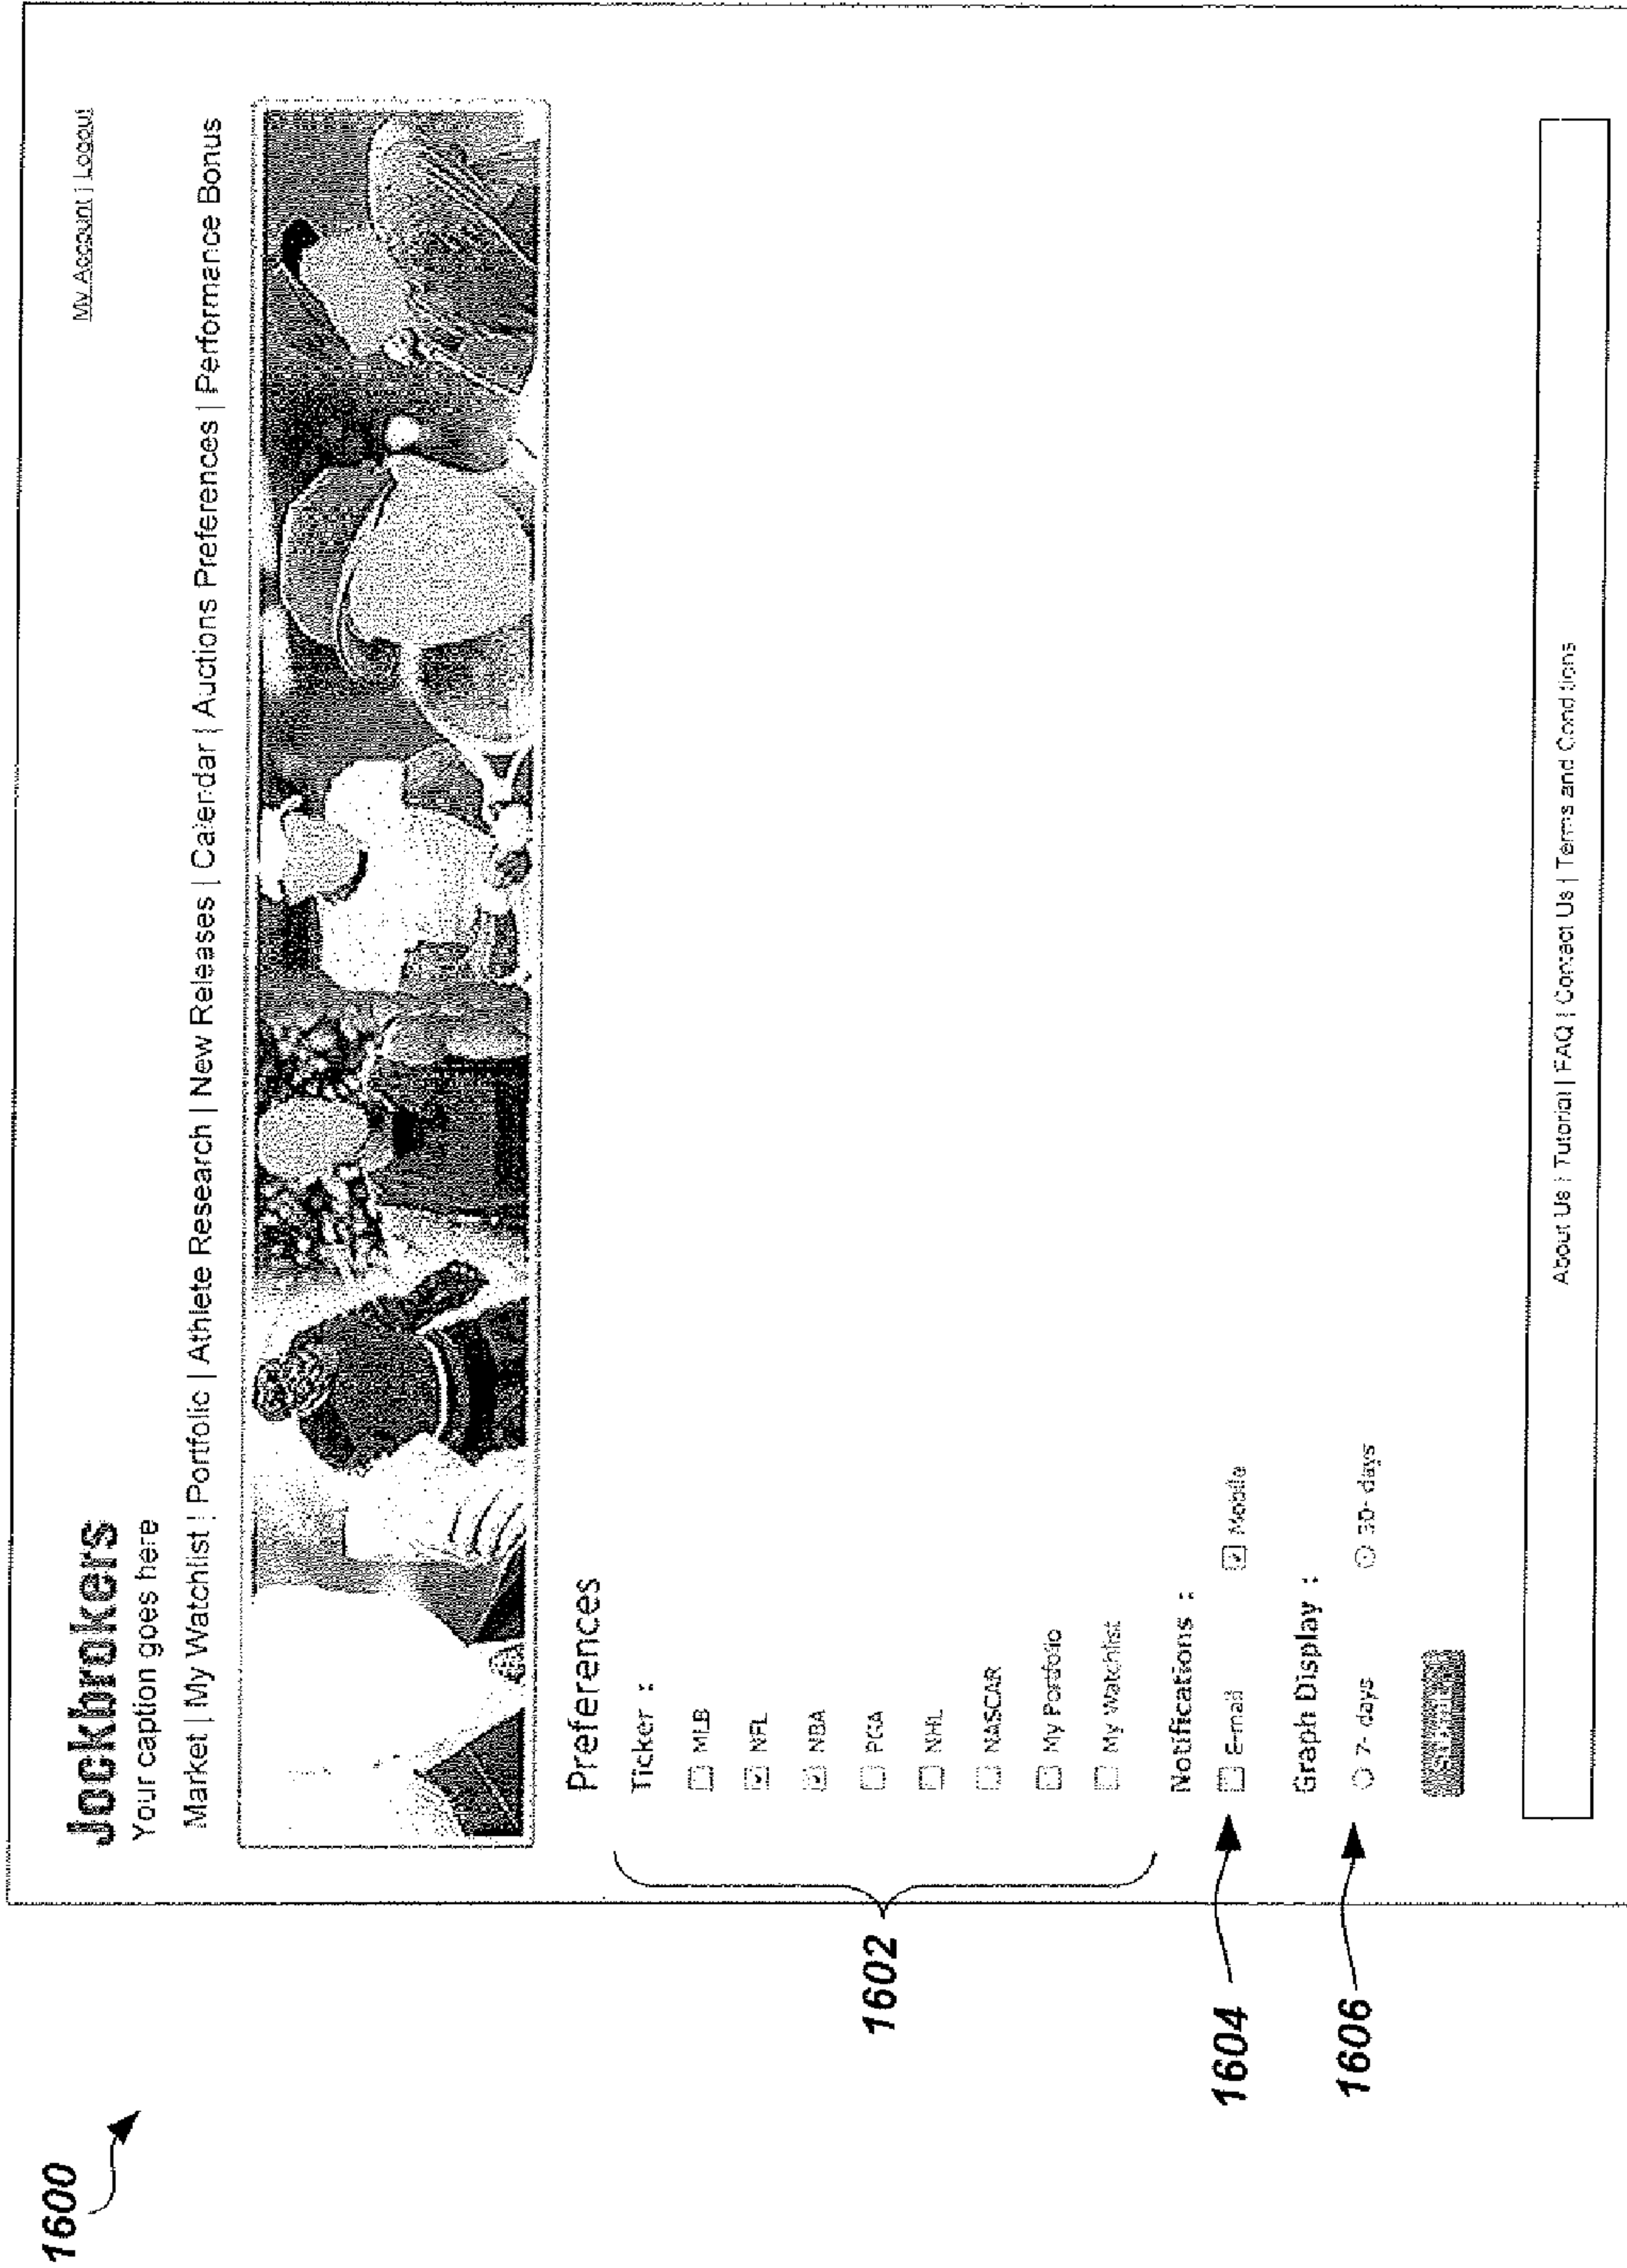 1600
My Account | Logout
Jockbrokers
Your caption goes here
Market | My Watchlist | Portfolio | Athlete Research | New Releases | Calendar | Auctions Preferences | Performance Bonus
Preferences
Ticker :
MLB
NFL
NBA
PGA
NHL
NASCAR
My Portfolio
My Watchlist
1602
Notifications :
E-mail Mobile
1604
Graph Display :
7- days 30- days
1606
About Us | Tutorial | FAQ | Contact Us | Terms and Conditions